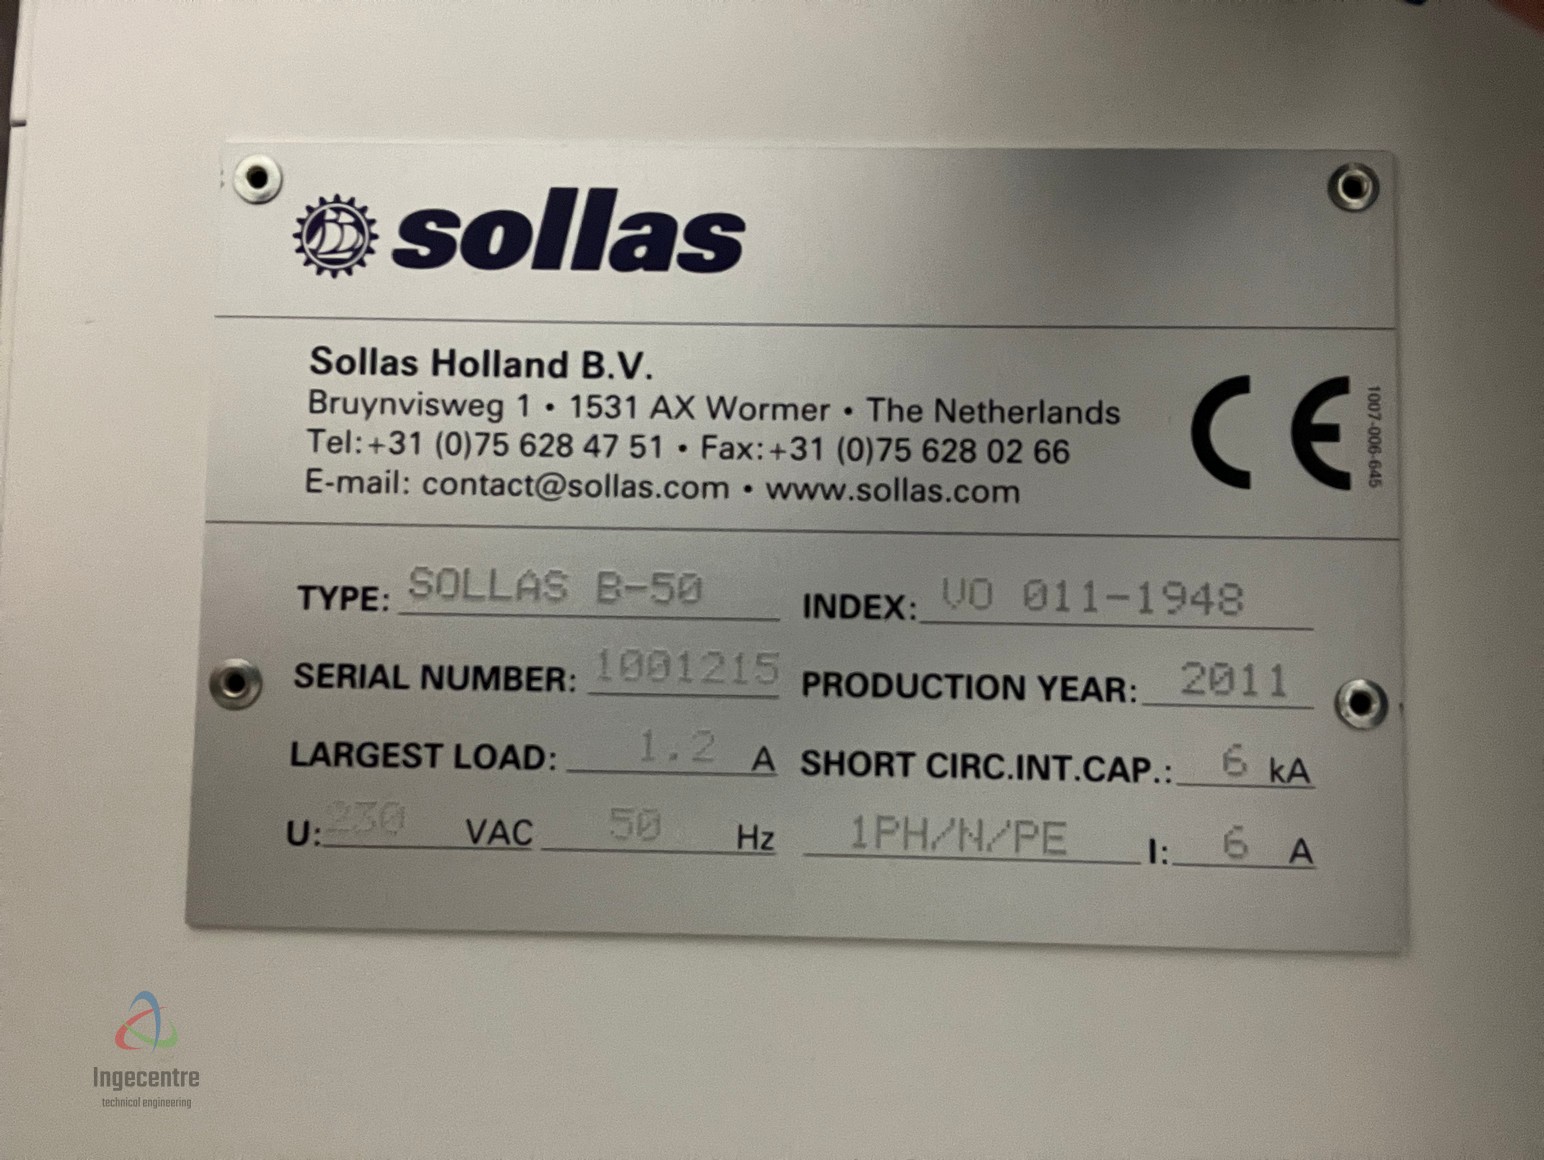 sollas
Sollas Holland B.V.
Bruynvisweg 1 • 1531 AX Wormer • The Netherlands
Tel:+31 (0)75 628 47 51 • Fax:+31 (0)75 628 02 66
E-mail: contact@sollas.com • www.sollas.com
CE
1007-006-645
TYPE: SOLLAS B-50 INDEX: VO 011-1948
SERIAL NUMBER: 1001215 PRODUCTION YEAR: 2011
LARGEST LOAD: 1.2 A SHORT CIRC.INT.CAP.: 6 kA
U: 230 VAC 50 Hz 1PH/N/PE I: 6 A
Ingecentre
technical engineering